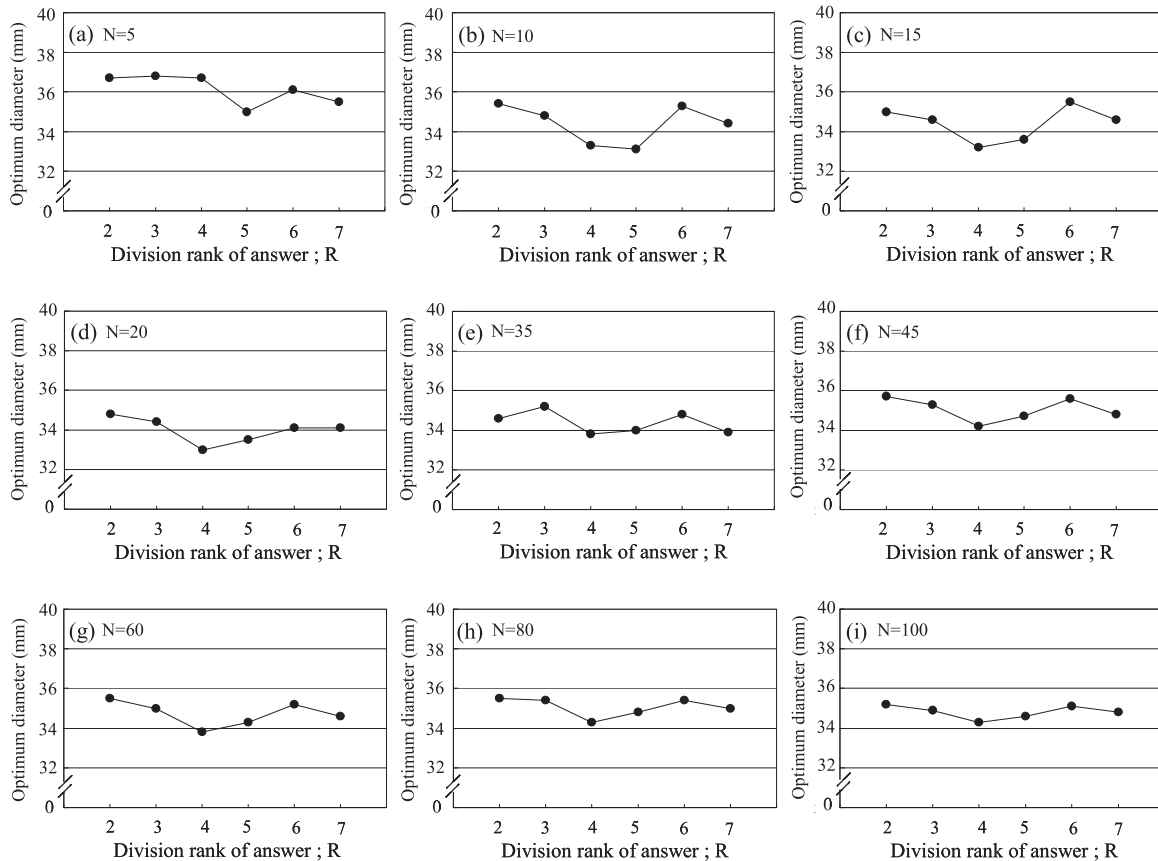 (a) N=5
Optimum diameter (mm)
40
38
36
34
32
0
2 3 4 5 6 7
Division rank of answer ; R
(b) N=10
Optimum diameter (mm)
40
38
36
34
32
0
2 3 4 5 6 7
Division rank of answer ; R
(c) N=15
Optimum diameter (mm)
40
38
36
34
32
0
2 3 4 5 6 7
Division rank of answer ; R
(d) N=20
Optimum diameter (mm)
40
38
36
34
32
0
2 3 4 5 6 7
Division rank of answer ; R
(e) N=35
Optimum diameter (mm)
40
38
36
34
32
0
2 3 4 5 6 7
Division rank of answer ; R
(f) N=45
Optimum diameter (mm)
40
38
36
34
32
0
2 3 4 5 6 7
Division rank of answer ; R
(g) N=60
Optimum diameter (mm)
40
38
36
34
32
0
2 3 4 5 6 7
Division rank of answer ; R
(h) N=80
Optimum diameter (mm)
40
38
36
34
32
0
2 3 4 5 6 7
Division rank of answer ; R
(i) N=100
Optimum diameter (mm)
40
38
36
34
32
0
2 3 4 5 6 7
Division rank of answer ; R